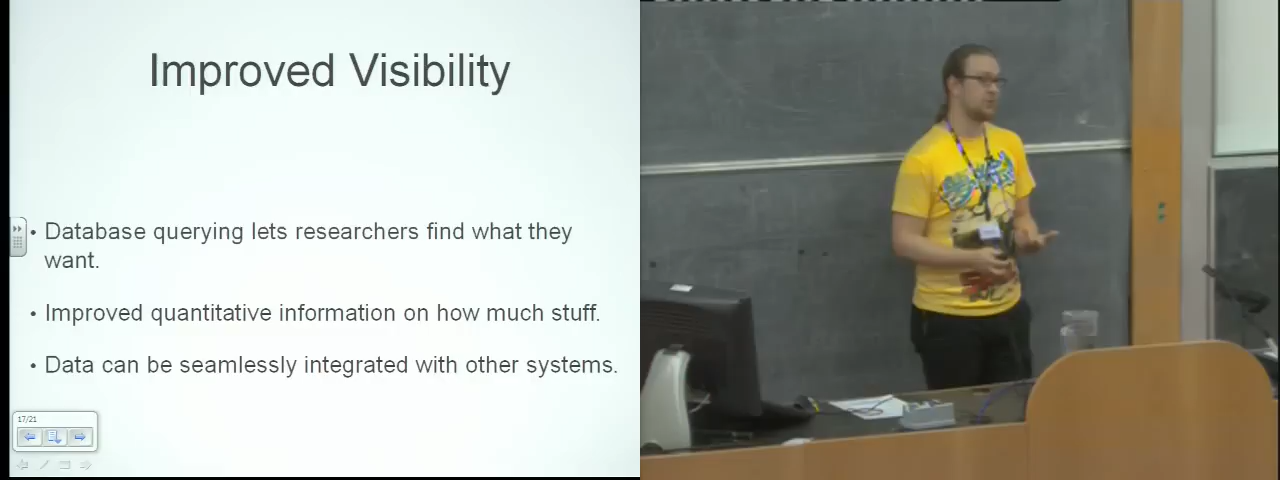 Improved Visibility
• Database querying lets researchers find what they
want.
• Improved quantitative information on how much stuff.
• Data can be seamlessly integrated with other systems.
17/21